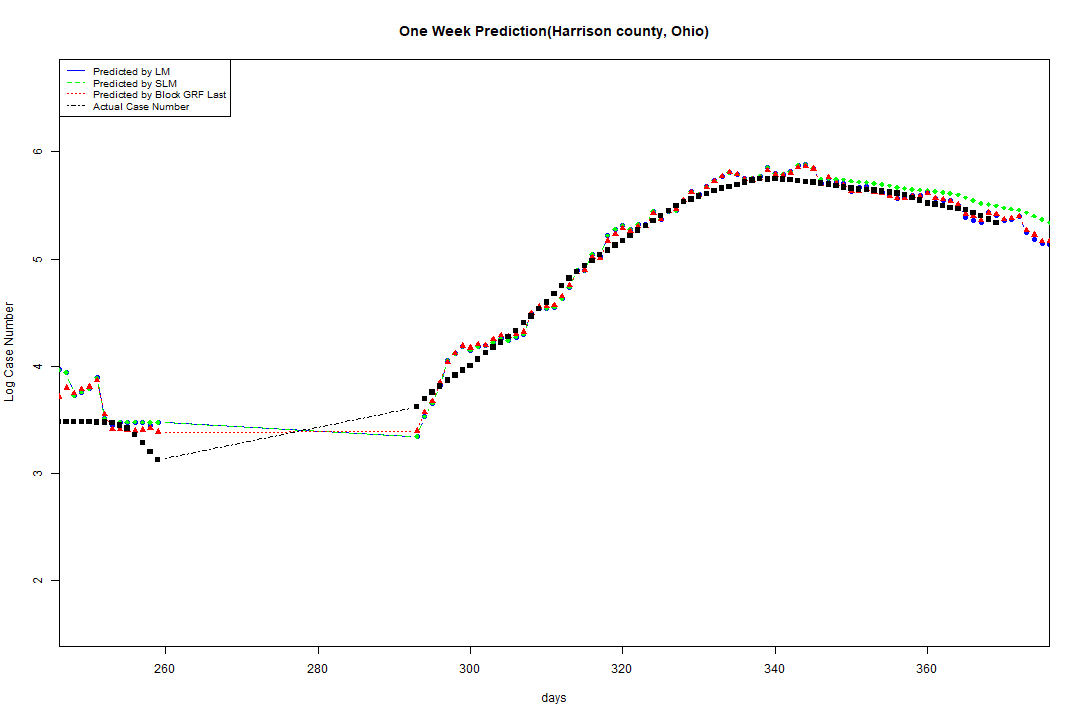 One Week Prediction(Harrison county, Ohio)
Predicted by LM
Predicted by SLM
Predicted by Block GRF Last
Actual Case Number
6
5
4
3
2
Log Case Number
260 280 300 320 340 360
days